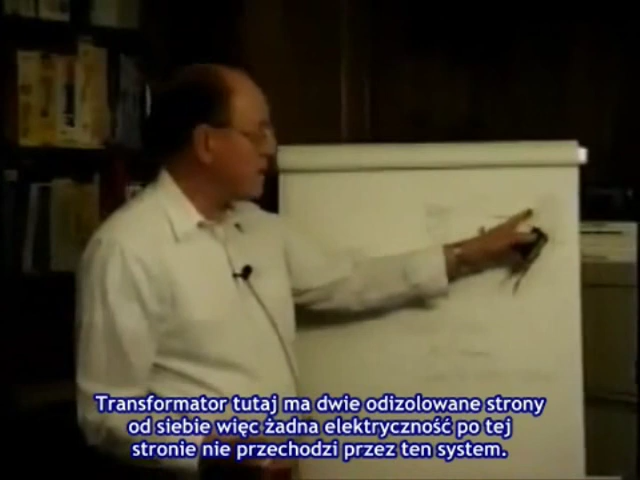 Transformator tutaj ma dwie odizolowane strony
od siebie więc żadna elektryczność po tej
stronie nie przechodzi przez ten system.